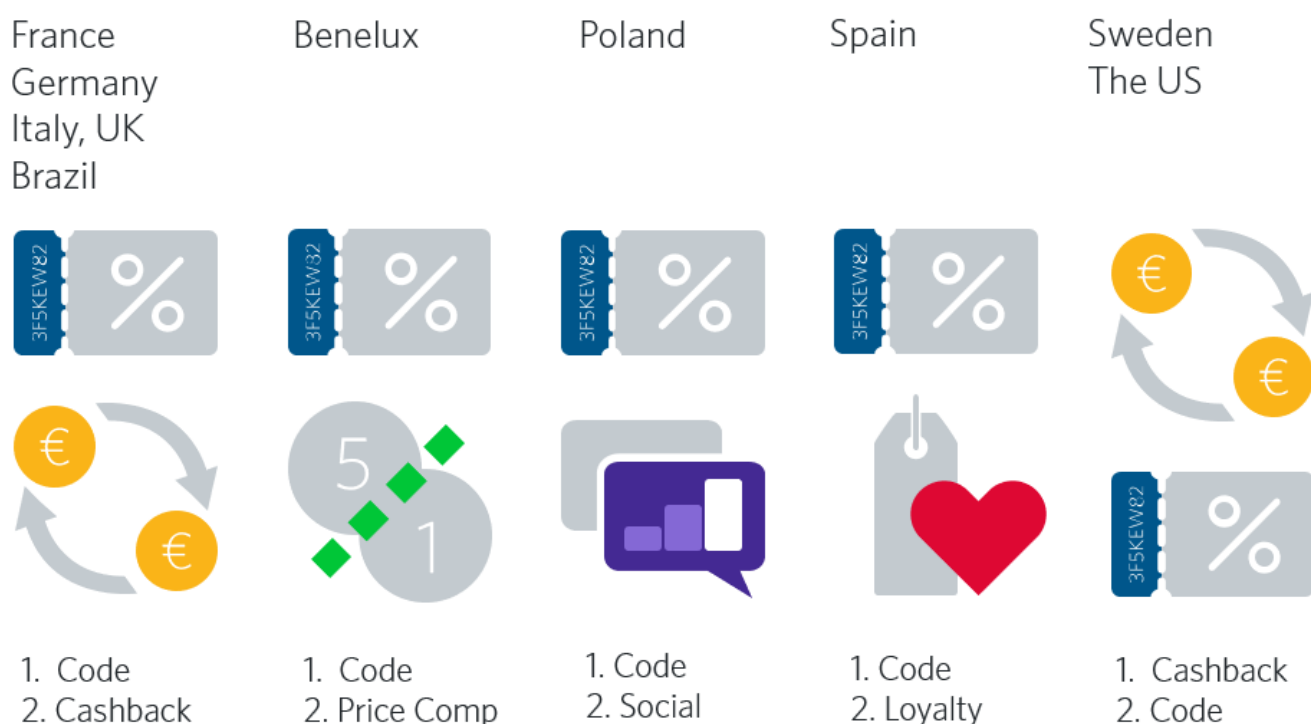 France
Germany
Italy, UK
Brazil
Benelux
Poland
Spain
Sweden
The US
3F5KEW82 %
3F5KEW82 %
3F5KEW82 %
3F5KEW82 %
€
€
€
€
5
1
3F5KEW82 %
1. Code
2. Cashback
1. Code
2. Price Comp
1. Code
2. Social
1. Code
2. Loyalty
1. Cashback
2. Code